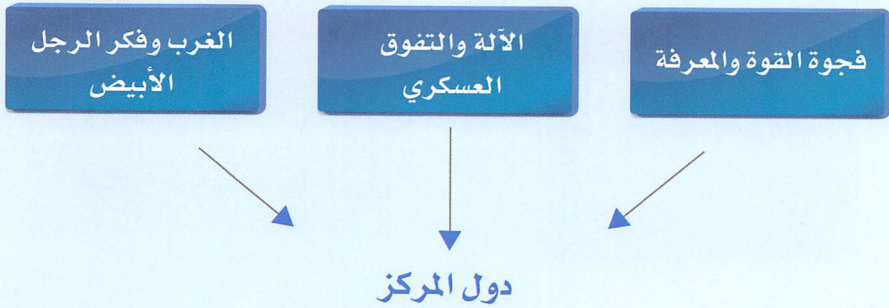 فجوة القوة والمعرفة
الآلة والتفوق
العسكري
الغرب وفكر الرجل
الأبيض
دول المركز